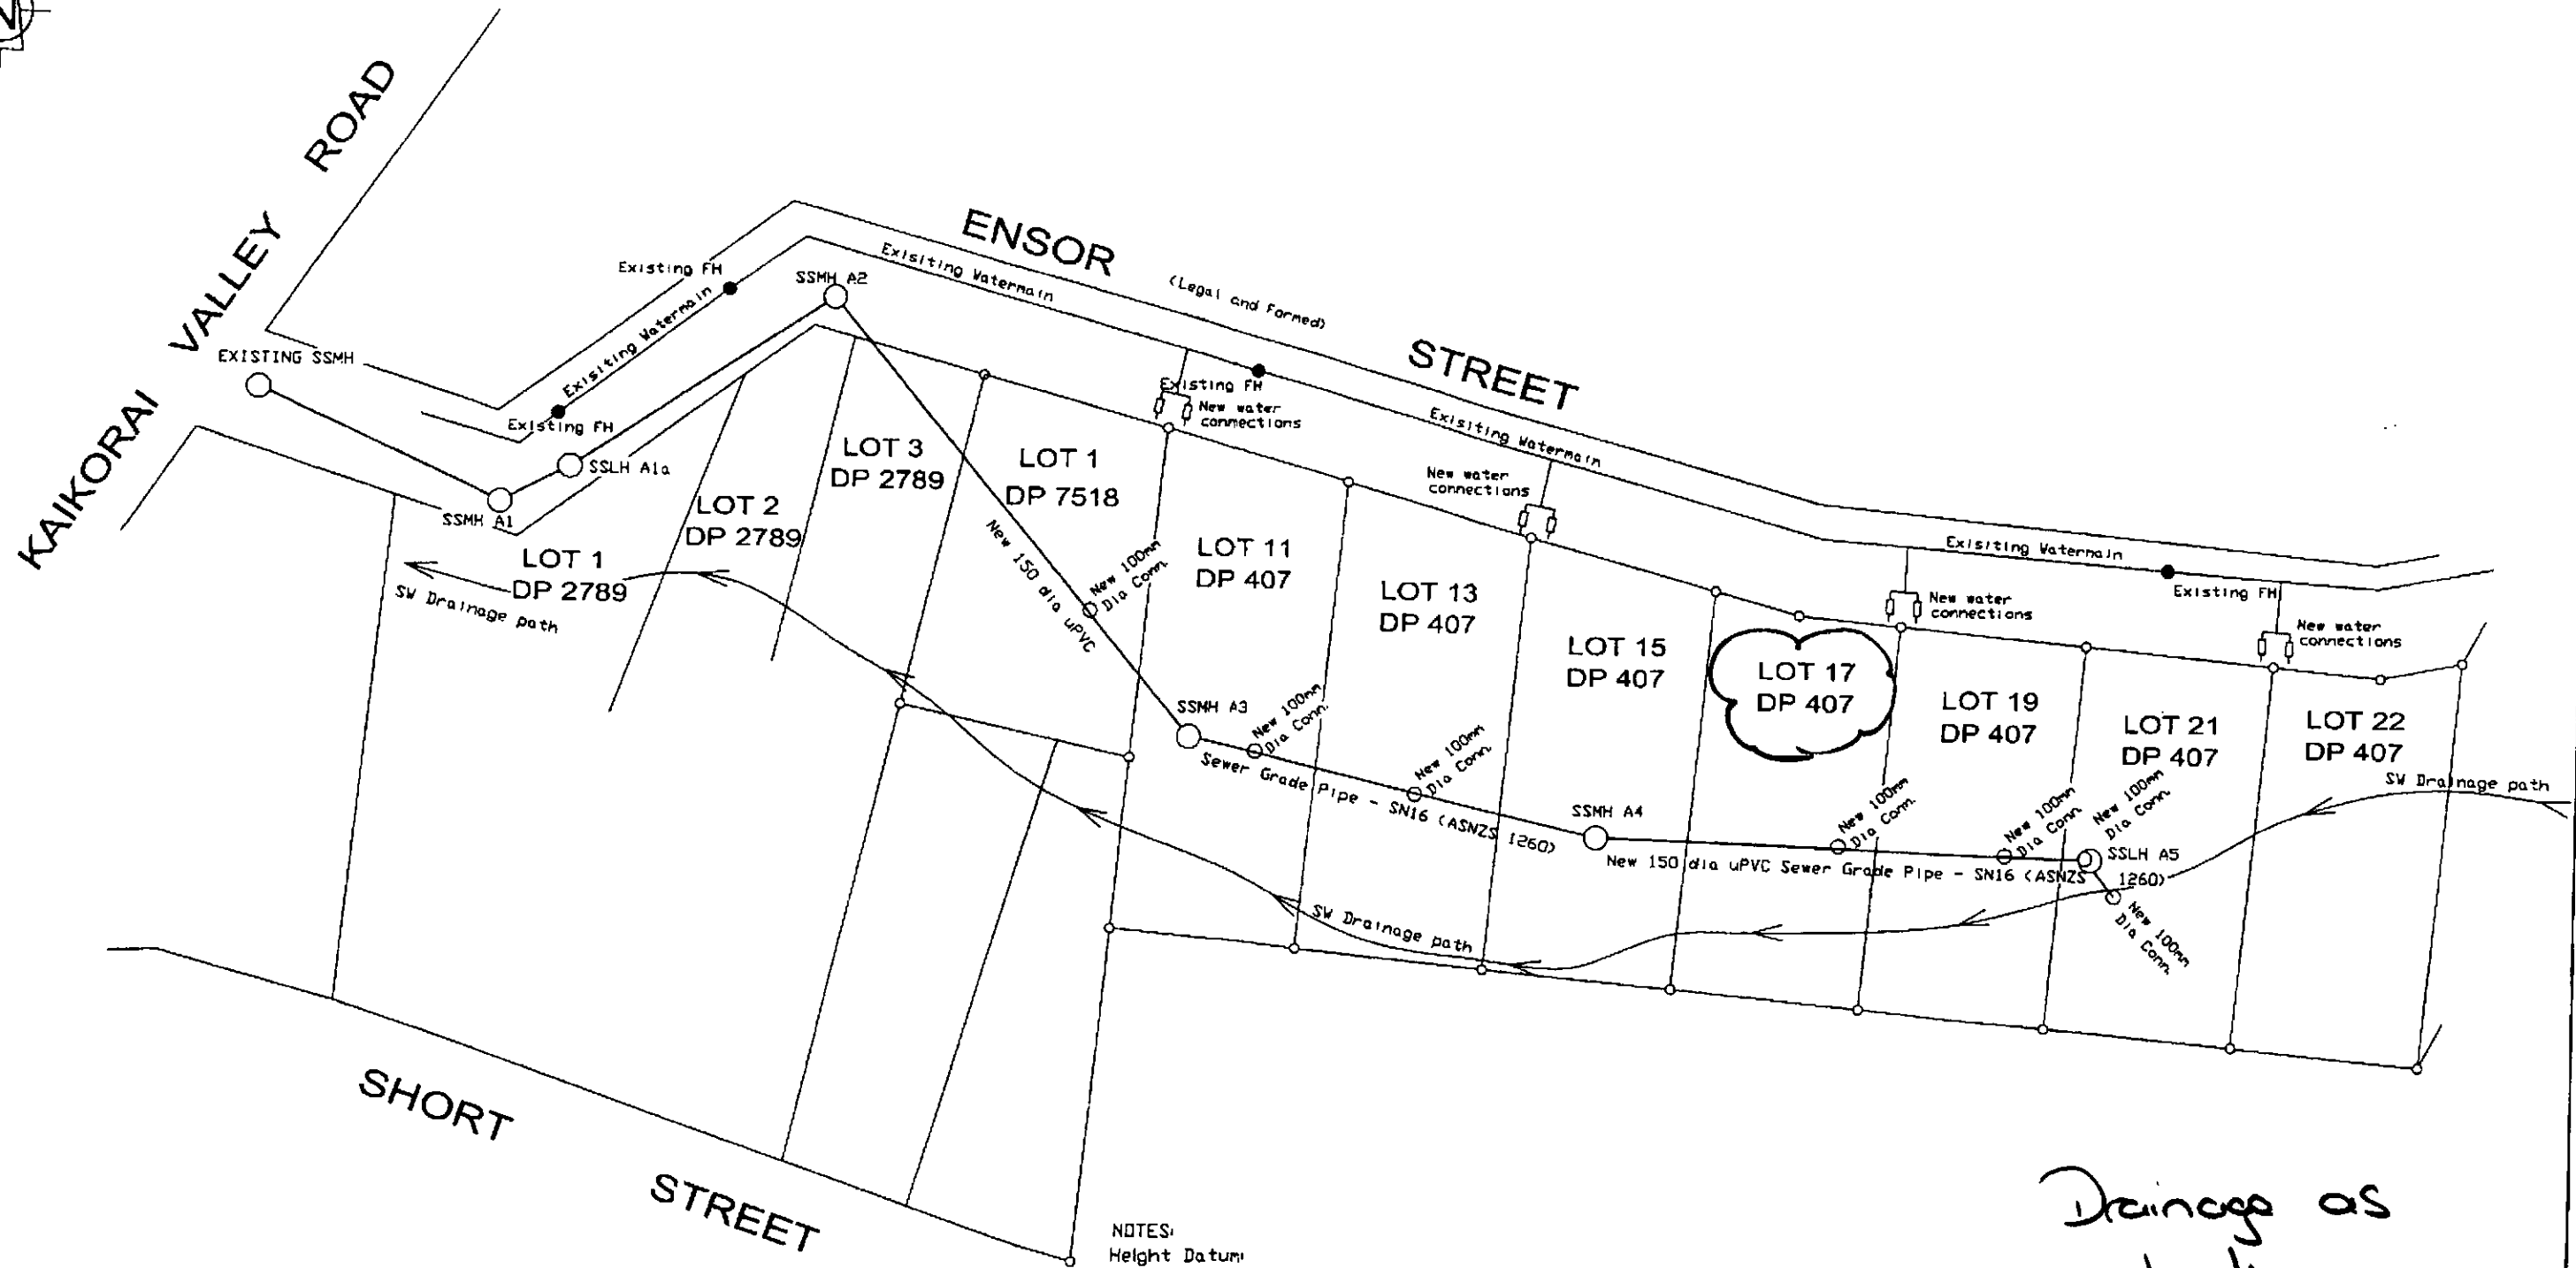 N
KAIKORAI VALLEY ROAD
ENSOR STREET
(Legal and Formed)
Existing FH
Existing Watermain
Exisiting Watermain
SSMH A2
EXISTING SSMH
Existing FH
SSLH A1a
SSMH A1
Existing FH
New water
connections
Exisiting Watermain
New water
connections
Exisiting Watermain
Existing FH
New water
connections
New water
connections
LOT 1
DP 2789
LOT 2
DP 2789
LOT 3
DP 2789
LOT 1
DP 7518
LOT 11
DP 407
LOT 13
DP 407
LOT 15
DP 407
LOT 17
DP 407
LOT 19
DP 407
LOT 21
DP 407
LOT 22
DP 407
SW Drainage path
New 150 dia uPVC
New 100mm
Dia Conn.
SSMH A3
New 100mm
Dia Conn.
Sewer Grade Pipe - SN16 (ASNZS 1260)
New 100mm
Dia Conn.
SSMH A4
New 150 dia uPVC Sewer Grade Pipe - SN16 (ASNZS 1260)
New 100mm
Dia Conn.
New 100mm
Dia Conn.
New 100mm
Dia Conn.
SSLH A5
New 100mm
Dia Conn.
SW Drainage path
SW Drainage path
SHORT STREET
NOTES:
Height Datum:
Drainage as